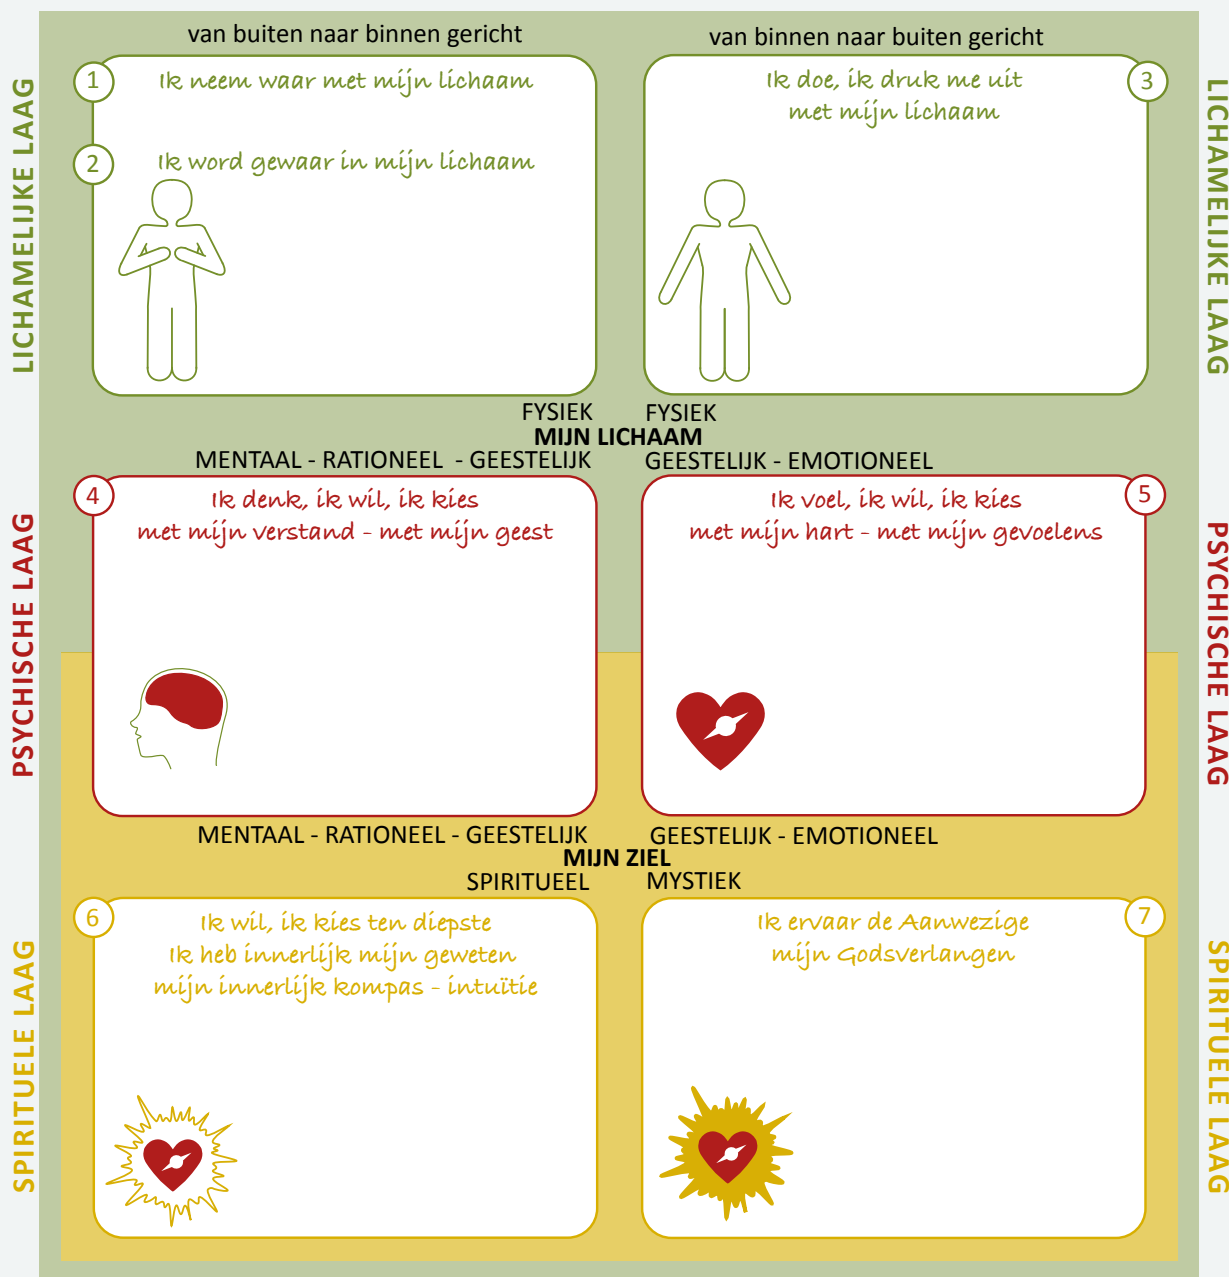 van buiten naar binnen gericht
van binnen naar buiten gericht
LICHAMELIJKE LAAG
1
Ik neem waar met mijn lichaam
2
Ik word gewaar in mijn lichaam
Ik doe, ik druk me uit
met mijn lichaam
3
LICHAMELIJKE LAAG
FYSIEK
FYSIEK
MIJN LICHAAM
MENTAAL - RATIONEEL - GEESTELIJK
GEESTELIJK - EMOTIONEEL
PSYCHISCHE LAAG
4
Ik denk, ik wil, ik kies
met mijn verstand - met mijn geest
Ik voel, ik wil, ik kies
met mijn hart - met mijn gevoelens
5
PSYCHISCHE LAAG
MENTAAL - RATIONEEL - GEESTELIJK
GEESTELIJK - EMOTIONEEL
MIJN ZIEL
SPIRITUEEL
MYSTIEK
SPIRITUELE LAAG
6
Ik wil, ik kies ten diepste
Ik heb innerlijk mijn geweten
mijn innerlijk kompas - intuïtie
Ik ervaar de Aanwezige
mijn Godsverlangen
7
SPIRITUELE LAAG